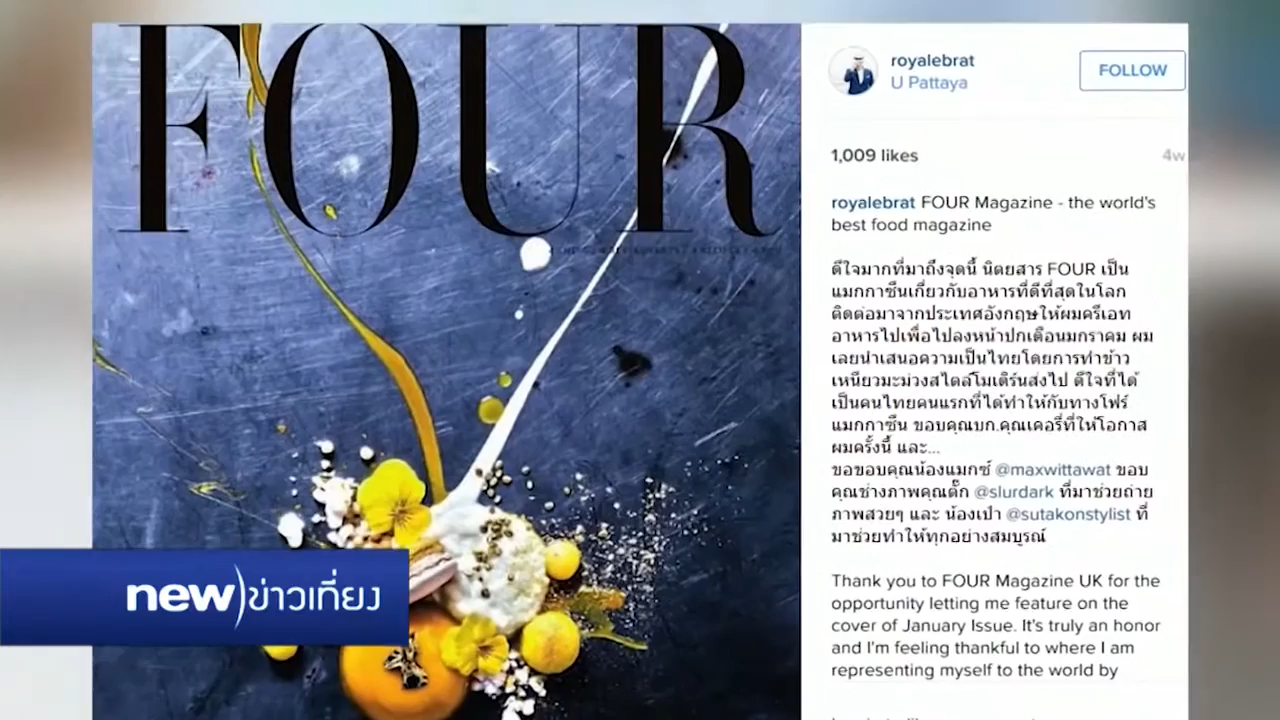 FOUR
royalebrat
U Pattaya
FOLLOW
1,009 likes
4w
royalebrat FOUR Magazine - the world's
best food magazine
ดีใจมากที่มาถึงจุดนี้ นิตยสาร FOUR เป็น
แมกกาซีนเกี่ยวกับอาหารที่ดีที่สุดในโลก
ติดต่อมาจากประเทศอังกฤษให้ผมครีเอท
อาหารไปเพื่อไปลงหน้าปกเดือนมกราคม ผม
เลยนำเสนอความเป็นไทยโดยการทำข้าว
เหนียวมะม่วงสไตล์โมเดิร์นส่งไป ดีใจที่ได้
เป็นคนไทยคนแรกที่ได้ทำให้กับทางโฟร์
แมกกาซีน ขอบคุณบก.คุณเคอรี่ที่ให้โอกาส
ผมครั้งนี้ และ...
ขอขอบคุณน้องแมกซ์ @maxwittawat ขอบ
คุณช่างภาพคุณดั๊ก @slurdark ที่มาช่วยถ่าย
ภาพสวยๆ และ น้องเป๋า @sutakonstylist ที่
มาช่วยทำให้ทุกอย่างสมบูรณ์
Thank you to FOUR Magazine UK for the
opportunity letting me feature on the
cover of January Issue. It's truly an honor
and I'm feeling thankful to where I am
representing myself to the world by
new)ข่าวเที่ยง